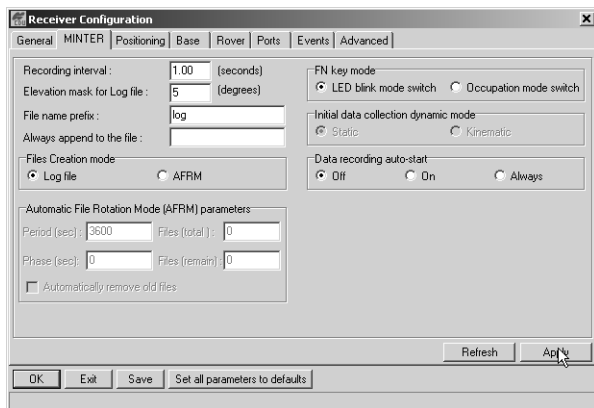 Receiver Configuration
General MINTER Positioning Base Rover Ports Events Advanced
Recording interval : 1.00 (seconds)
Elevation mask for Log file : 5 (degrees)
File name prefix : log
Always append to the file :
Files Creation mode
Log file AFRM
Automatic File Rotation Mode (AFRM) parameters
Period (sec) : 3600 Files (total ) : 0
Phase (sec): 0 Files (remain) : 0
Automatically remove old files
FN key mode
LED blink mode switch Occupation mode switch
Initial data collection dynamic mode
Static Kinematic
Data recording auto-start
Off On Always
Refresh Apply
OK Exit Save Set all parameters to defaults